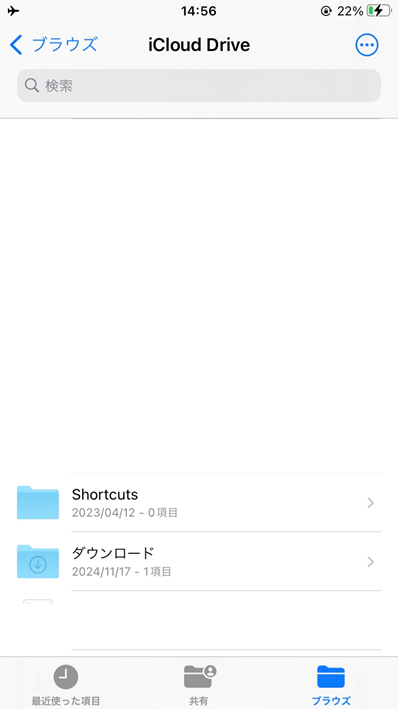 14:56
22%
ブラウズ
iCloud Drive
検索
Shortcuts
2023/04/12 - 0項目
ダウンロード
2024/11/17 - 1項目
最近使った項目
共有
ブラウズ